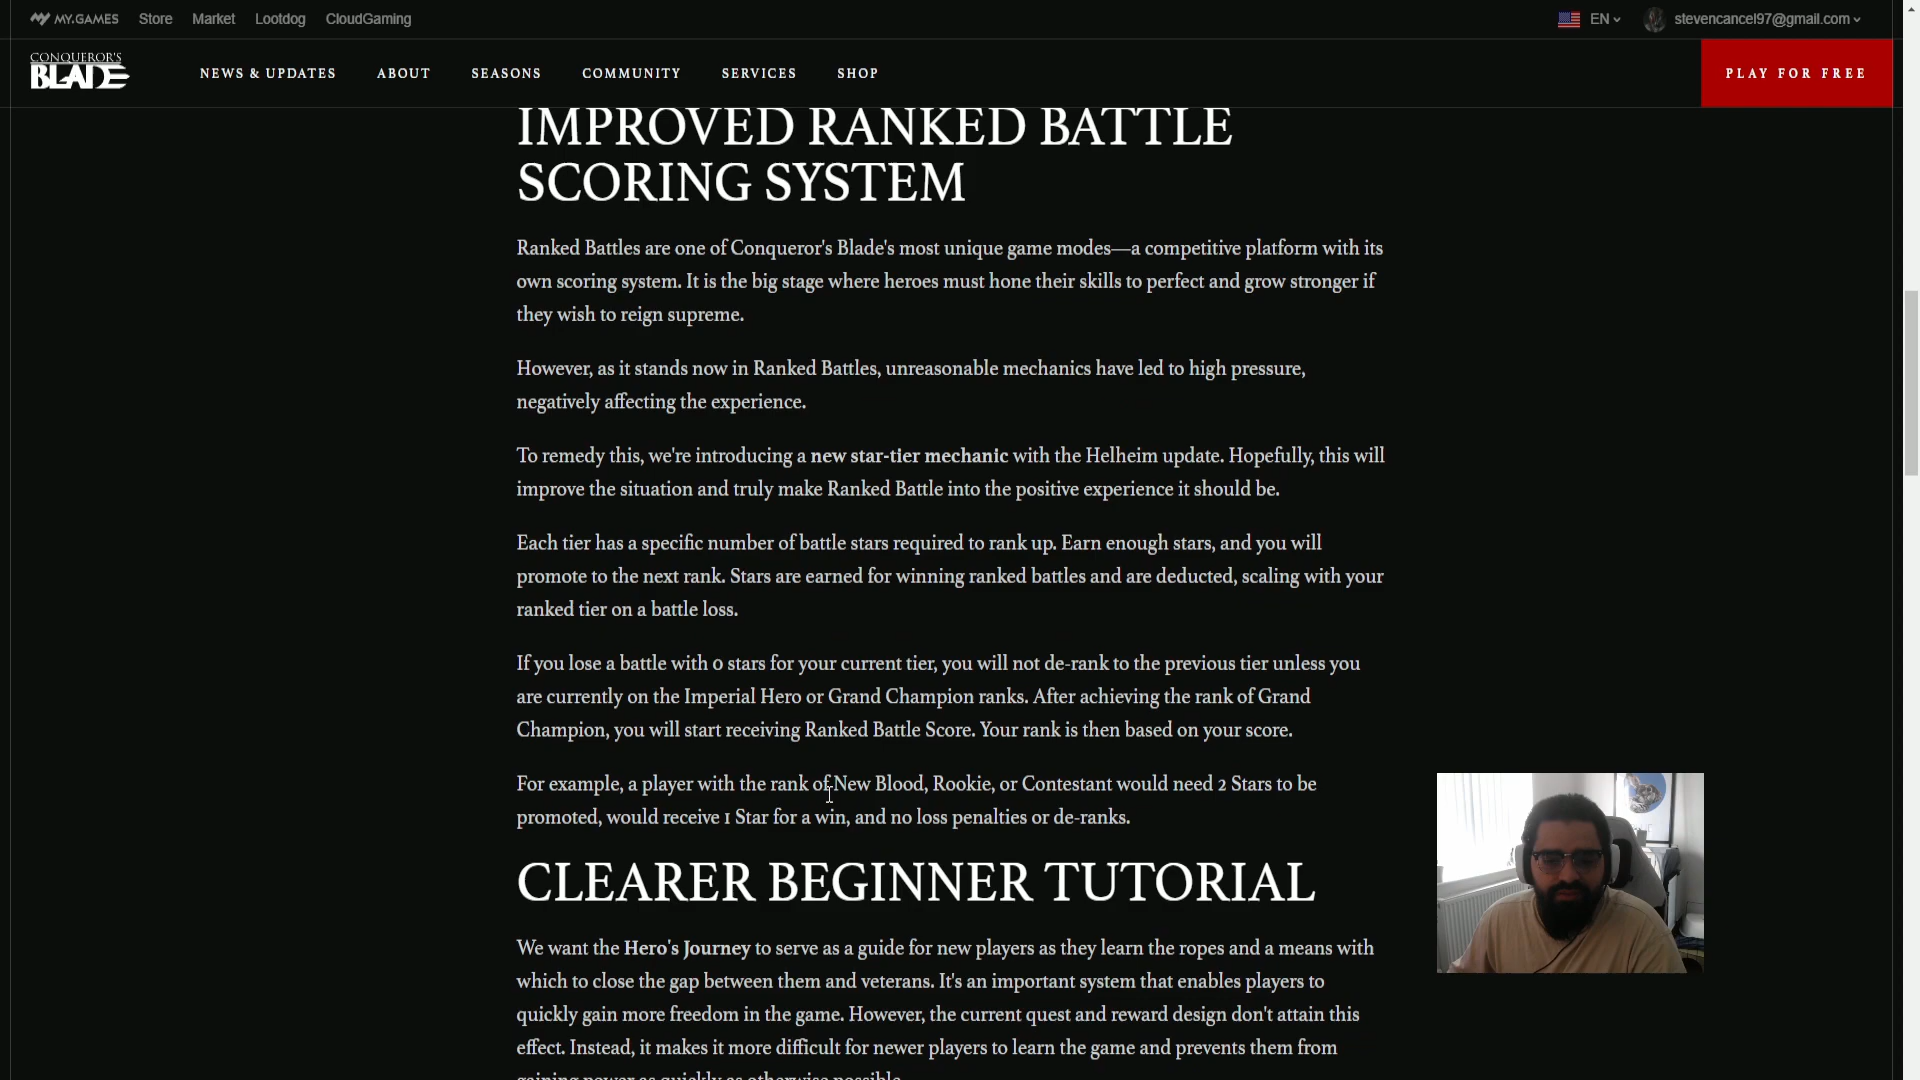 MY.GAMES Store Market Lootdog CloudGaming EN stevencancel97@gmail.com
CONQUEROR'S
BLADE
NEWS & UPDATES ABOUT SEASONS COMMUNITY SERVICES SHOP PLAY FOR FREE
IMPROVED RANKED BATTLE
SCORING SYSTEM
Ranked Battles are one of Conqueror's Blade's most unique game modes—a competitive platform with its
own scoring system. It is the big stage where heroes must hone their skills to perfect and grow stronger if
they wish to reign supreme.
However, as it stands now in Ranked Battles, unreasonable mechanics have led to high pressure,
negatively affecting the experience.
To remedy this, we're introducing a new star-tier mechanic with the Helheim update. Hopefully, this will
improve the situation and truly make Ranked Battle into the positive experience it should be.
Each tier has a specific number of battle stars required to rank up. Earn enough stars, and you will
promote to the next rank. Stars are earned for winning ranked battles and are deducted, scaling with your
ranked tier on a battle loss.
If you lose a battle with 0 stars for your current tier, you will not de-rank to the previous tier unless you
are currently on the Imperial Hero or Grand Champion ranks. After achieving the rank of Grand
Champion, you will start receiving Ranked Battle Score. Your rank is then based on your score.
For example, a player with the rank of New Blood, Rookie, or Contestant would need 2 Stars to be
promoted, would receive 1 Star for a win, and no loss penalties or de-ranks.
CLEARER BEGINNER TUTORIAL
We want the Hero's Journey to serve as a guide for new players as they learn the ropes and a means with
which to close the gap between them and veterans. It's an important system that enables players to
quickly gain more freedom in the game. However, the current quest and reward design don't attain this
effect. Instead, it makes it more difficult for newer players to learn the game and prevents them from
gaining power as quickly as otherwise possible.